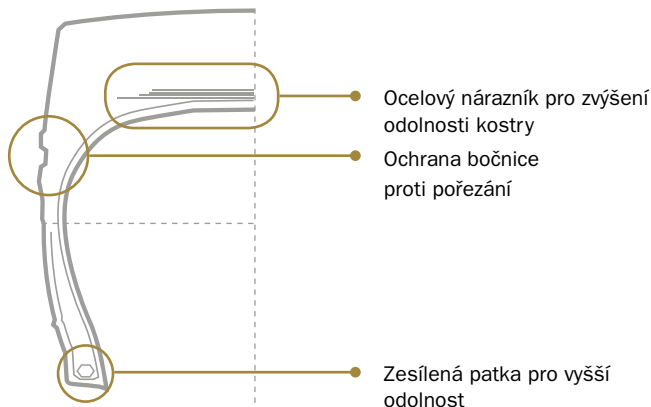 Ocelový nárazník pro zvýšení
odolnosti kostry
Ochrana bočnice
proti pořezání
Zesílená patka pro vyšší
odolnost